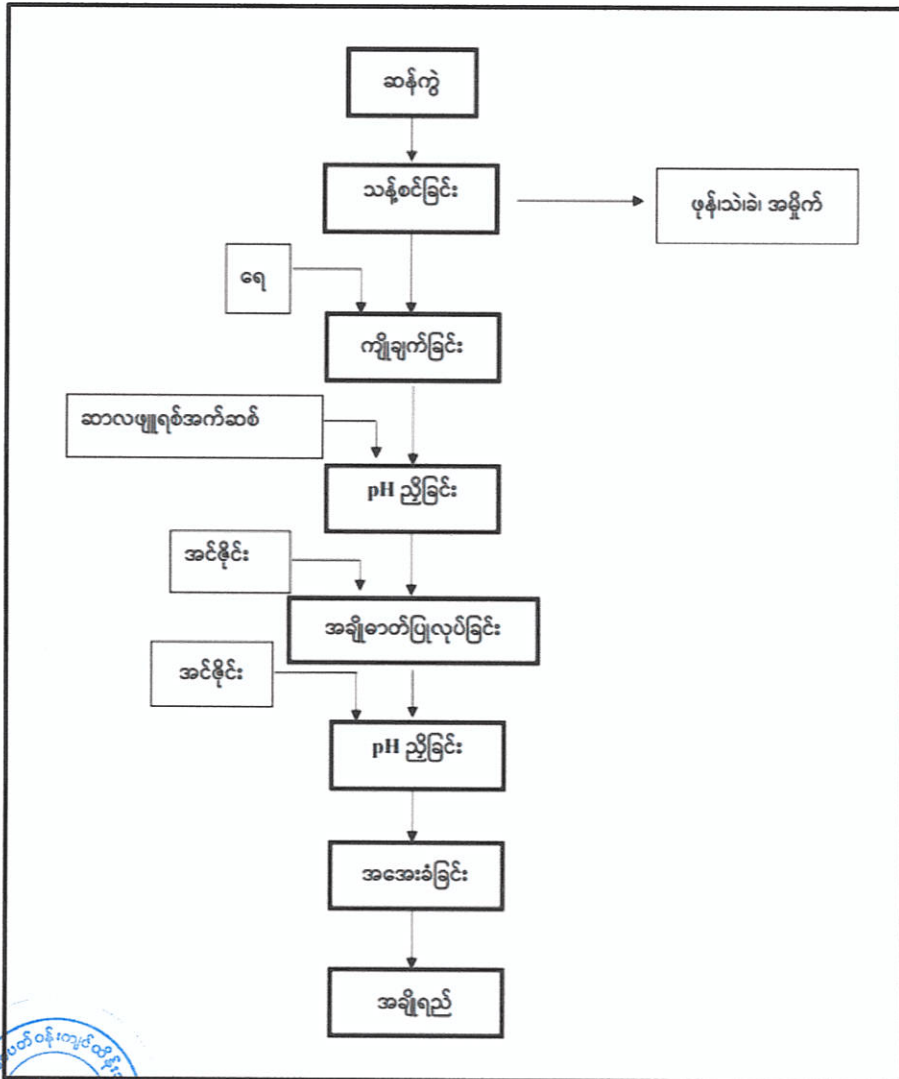 ဆန်ကွဲ
သန့်စင်ခြင်း
ဖုန်၊သဲ၊ခဲ၊ အမှိုက်
ရေ
ကျိုချက်ခြင်း
ဆာလဖျူရစ်အက်ဆစ်
pH ညှိခြင်း
အင်ဇိုင်း
အချိုဓာတ်ပြုလုပ်ခြင်း
အင်ဇိုင်း
pH ညှိခြင်း
အအေးခံခြင်း
အချိုရည်